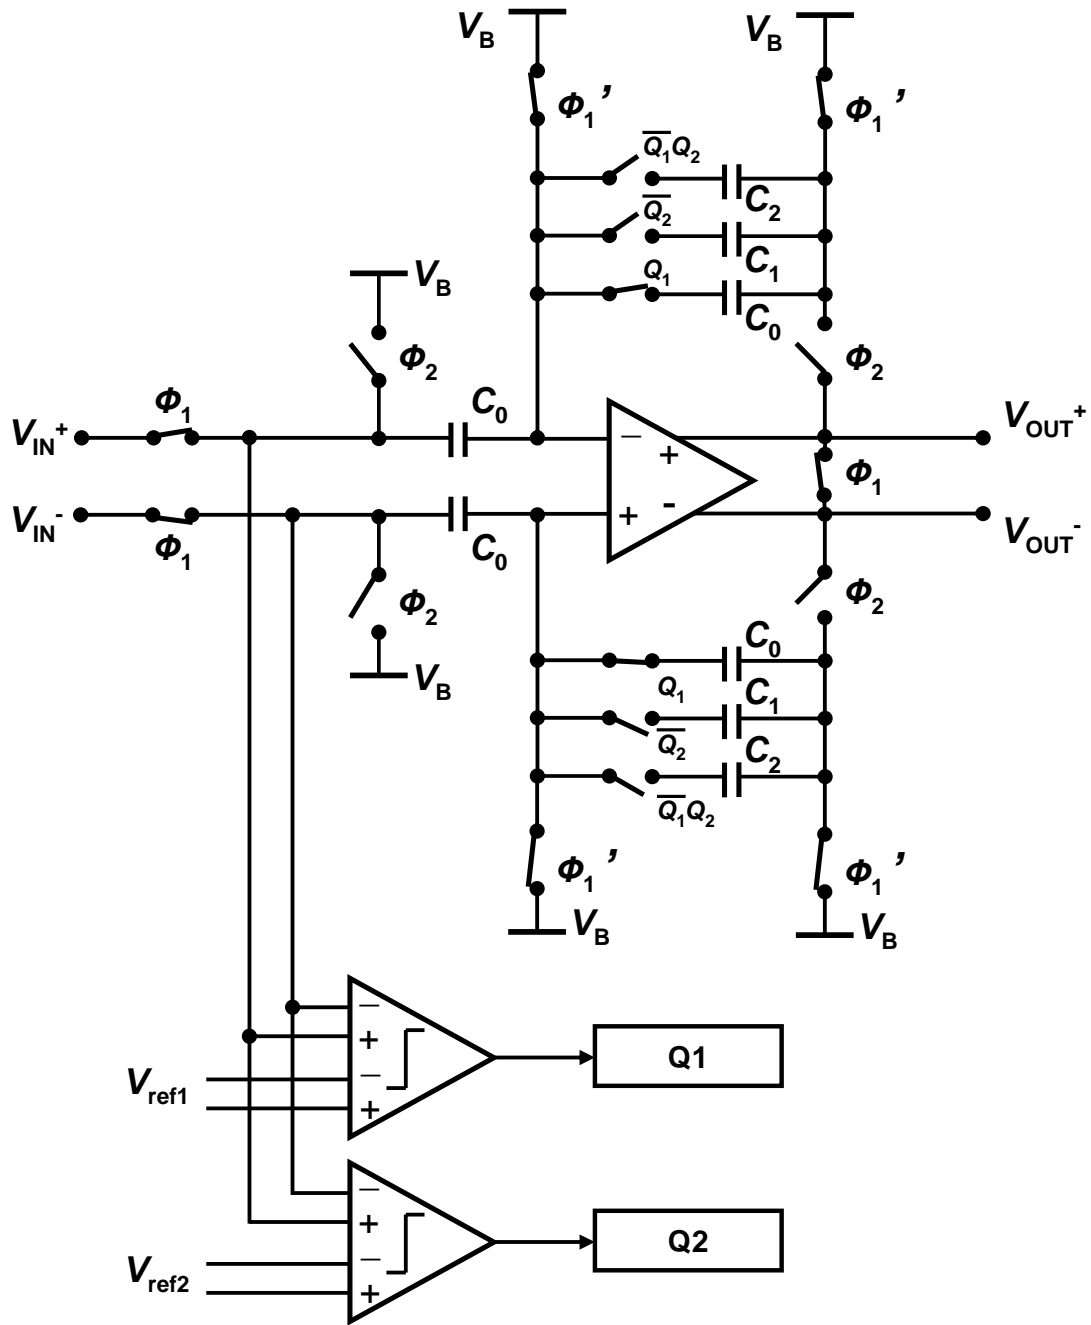 V_B V_B
Φ₁’ Φ₁’
Q̅₁Q₂
C₂
Q̅₂
C₁
V_B Q₁
C₀
Φ₂ Φ₂
Φ₁ C₀
V_IN⁺ − + V_OUT⁺
Φ₁
V_IN⁻ + - V_OUT⁻
Φ₁ C₀
Φ₂ Φ₂
C₀
V_B Q₁ C₁
Q̅₂ C₂
Q̅₁Q₂
Φ₁’ Φ₁’
V_B V_B
−
+ Q1
V_ref1 −
+
−
+ Q2
V_ref2 −
+